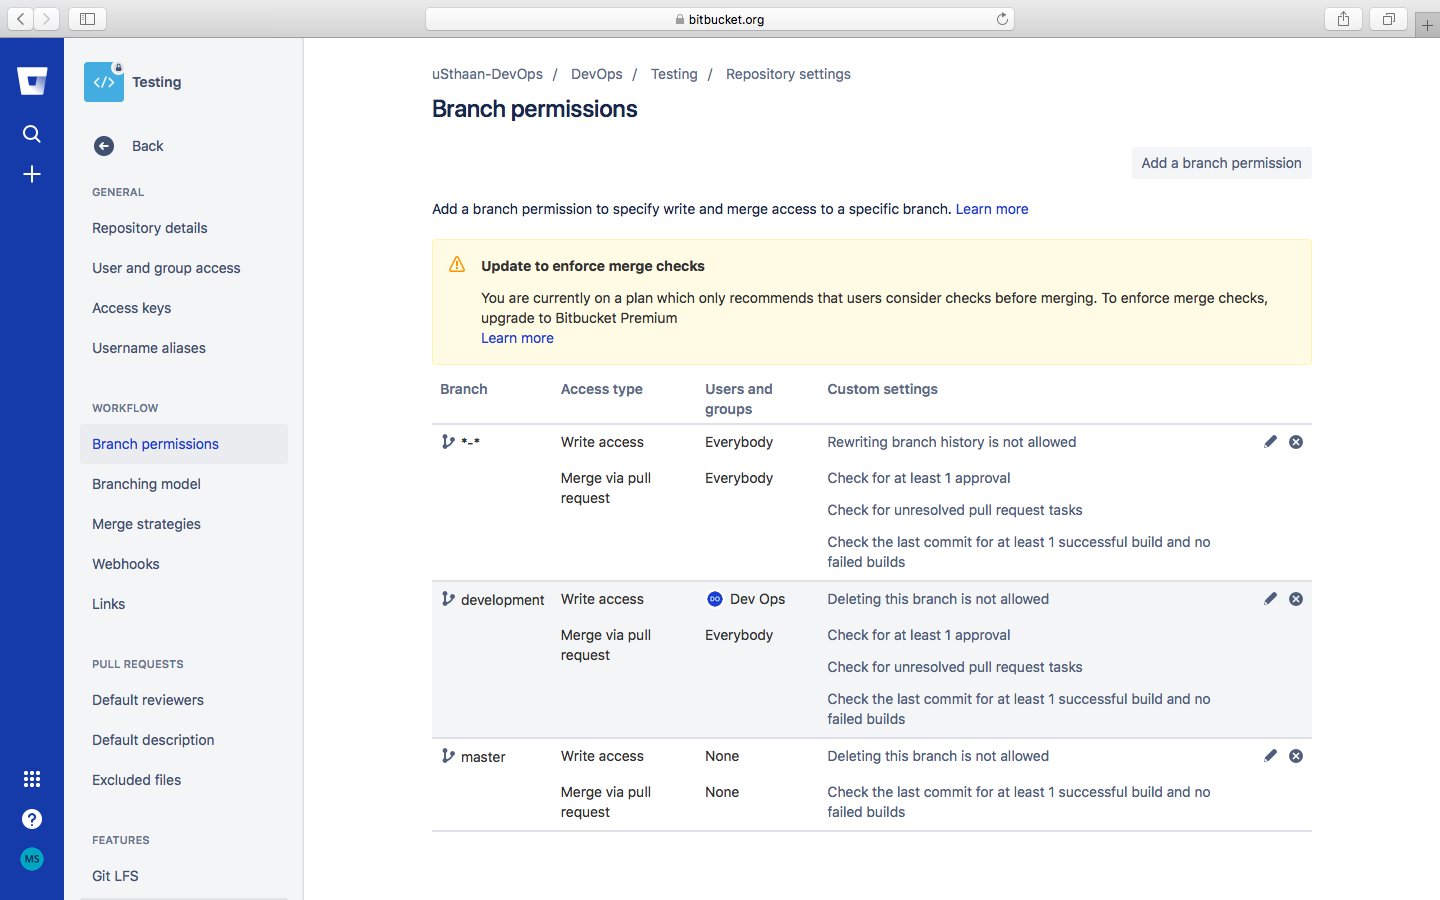 bitbucket.org
</>
Testing
Back
GENERAL
Repository details
User and group access
Access keys
Username aliases
WORKFLOW
Branch permissions
Branching model
Merge strategies
Webhooks
Links
PULL REQUESTS
Default reviewers
Default description
Excluded files
FEATURES
Git LFS
MS
uSthaan-DevOps / DevOps / Testing / Repository settings
Branch permissions
Add a branch permission
Add a branch permission to specify write and merge access to a specific branch. Learn more
Update to enforce merge checks
You are currently on a plan which only recommends that users consider checks before merging. To enforce merge checks,
upgrade to Bitbucket Premium
Learn more
Branch Access type Users and groups Custom settings
*-* Write access Everybody Rewriting branch history is not allowed
Merge via pull request Everybody Check for at least 1 approval
Check for unresolved pull request tasks
Check the last commit for at least 1 successful build and no
failed builds
development Write access DO Dev Ops Deleting this branch is not allowed
Merge via pull request Everybody Check for at least 1 approval
Check for unresolved pull request tasks
Check the last commit for at least 1 successful build and no
failed builds
master Write access None Deleting this branch is not allowed
Merge via pull request None Check the last commit for at least 1 successful build and no
failed builds